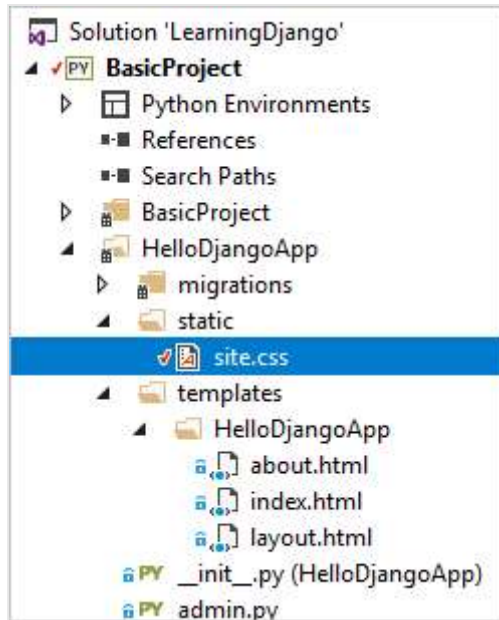 Solution 'LearningDjango'
PY BasicProject
Python Environments
References
Search Paths
BasicProject
HelloDjangoApp
migrations
static
site.css
templates
HelloDjangoApp
about.html
index.html
layout.html
PY __init__.py (HelloDjangoApp)
PY admin.py